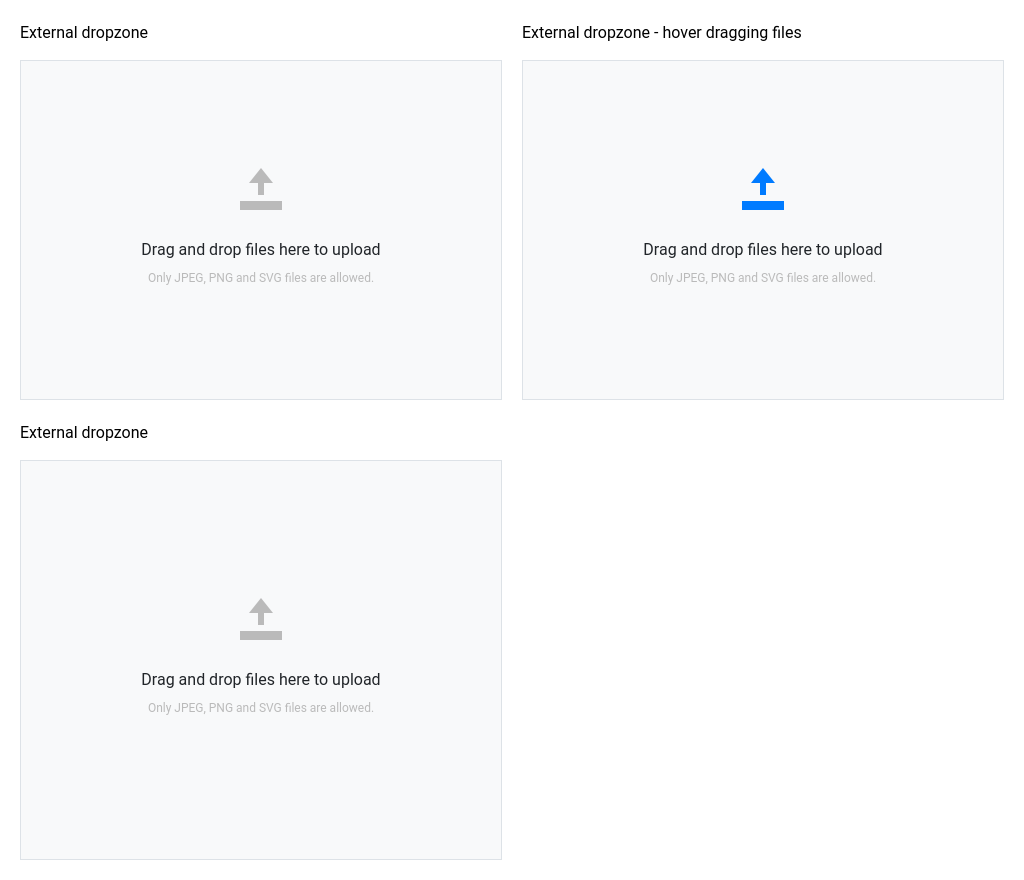 External dropzone
Drag and drop files here to upload
Only JPEG, PNG and SVG files are allowed.
External dropzone - hover dragging files
Drag and drop files here to upload
Only JPEG, PNG and SVG files are allowed.
External dropzone
Drag and drop files here to upload
Only JPEG, PNG and SVG files are allowed.